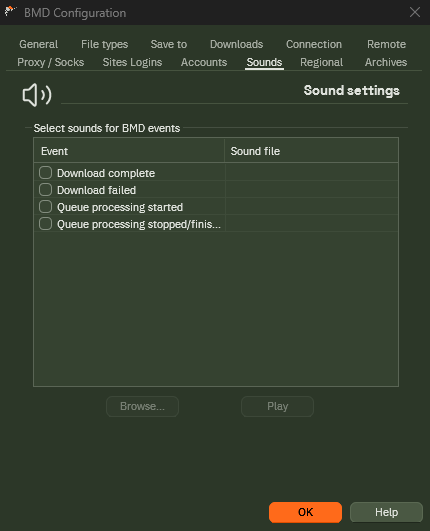 BMD Configuration
General File types Save to Downloads Connection Remote
Proxy / Socks Sites Logins Accounts Sounds Regional Archives
Sound settings
Select sounds for BMD events
Event Sound file
Download complete
Download failed
Queue processing started
Queue processing stopped/finis...
Browse... Play
OK Help